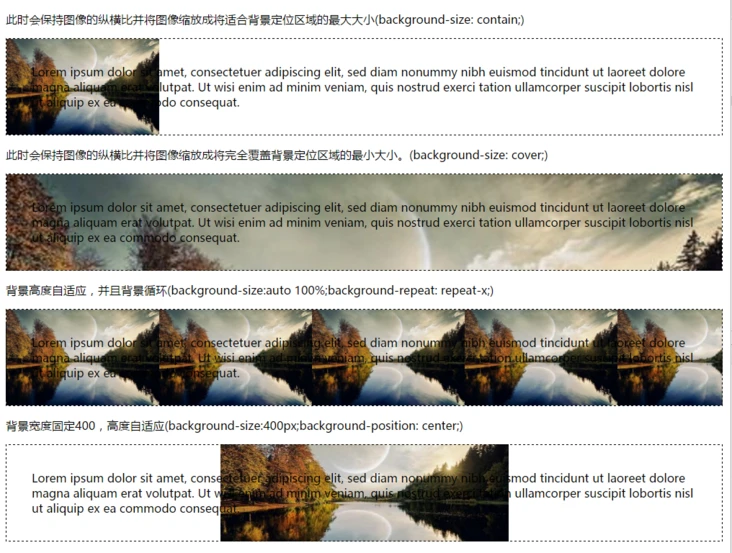 此时会保持图像的纵横比并将图像缩放成将适合背景定位区域的最大大小(background-size: contain;)
Lorem ipsum dolor sit amet, consectetuer adipiscing elit, sed diam nonummy nibh euismod tincidunt ut laoreet dolore
magna aliquam erat volutpat. Ut wisi enim ad minim veniam, quis nostrud exerci tation ullamcorper suscipit lobortis nisl
ut aliquip ex ea commodo consequat.
此时会保持图像的纵横比并将图像缩放成将完全覆盖背景定位区域的最小大小。(background-size: cover;)
Lorem ipsum dolor sit amet, consectetuer adipiscing elit, sed diam nonummy nibh euismod tincidunt ut laoreet dolore
magna aliquam erat volutpat. Ut wisi enim ad minim veniam, quis nostrud exerci tation ullamcorper suscipit lobortis nisl
ut aliquip ex ea commodo consequat.
背景高度自适应，并且背景循环(background-size:auto 100%;background-repeat: repeat-x;)
Lorem ipsum dolor sit amet, consectetuer adipiscing elit, sed diam nonummy nibh euismod tincidunt ut laoreet dolore
magna aliquam erat volutpat. Ut wisi enim ad minim veniam, quis nostrud exerci tation ullamcorper suscipit lobortis nisl
ut aliquip ex ea commodo consequat.
背景宽度固定400，高度自适应(background-size:400px;background-position: center;)
Lorem ipsum dolor sit amet, consectetuer adipiscing elit, sed diam nonummy nibh euismod tincidunt ut laoreet dolore
magna aliquam erat volutpat. Ut wisi enim ad minim veniam, quis nostrud exerci tation ullamcorper suscipit lobortis nisl
ut aliquip ex ea commodo consequat.